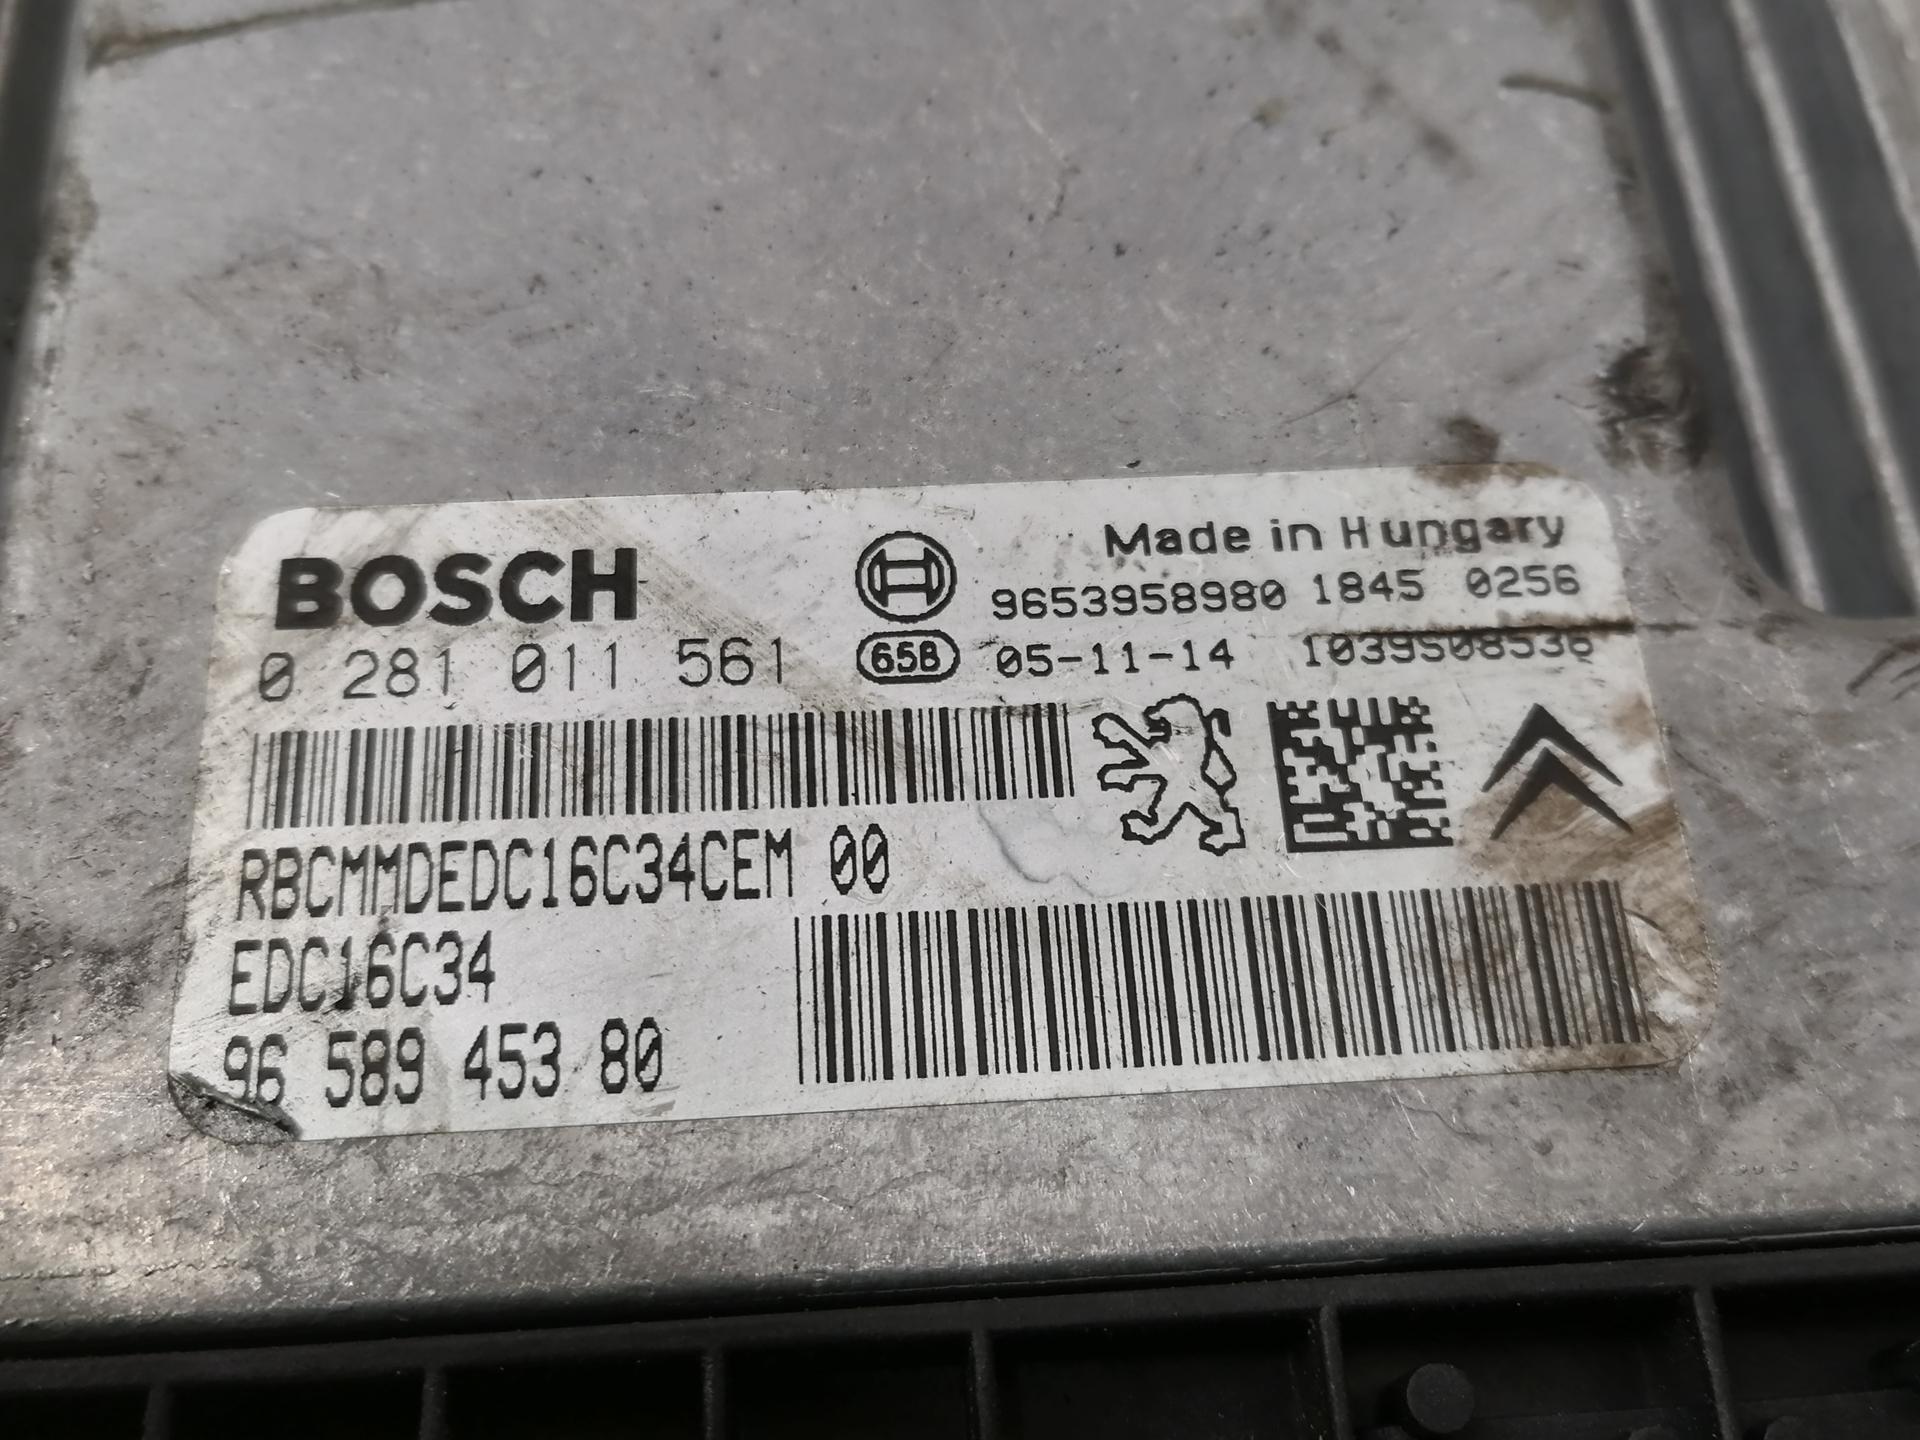 BOSCH
Made in Hungary
9653958980 1845 0256
0 281 011 561
658 05-11-14 1039S08536
RBCMMDEDC16C34CEM 00
EDC16C34
96 589 453 80